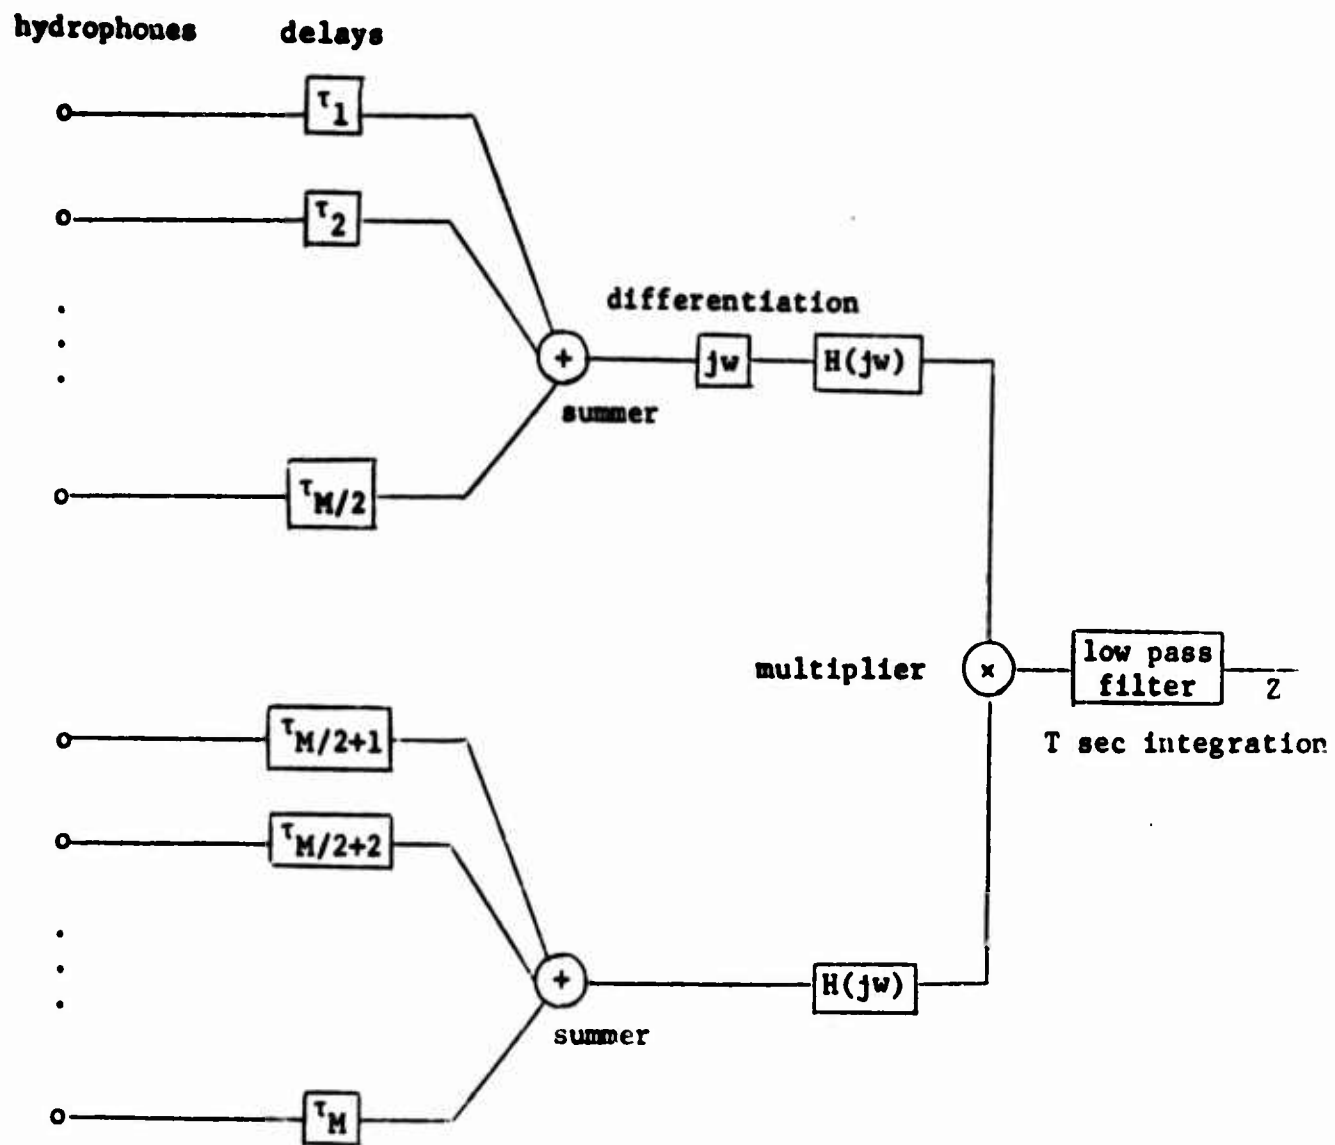 hydrophones delays
τ1
τ2
differentiation
+ jw H(jw)
summer
τM/2
multiplier × low pass
filter Z
τM/2+1
T sec integration
τM/2+2
+ H(jw)
summer
τM